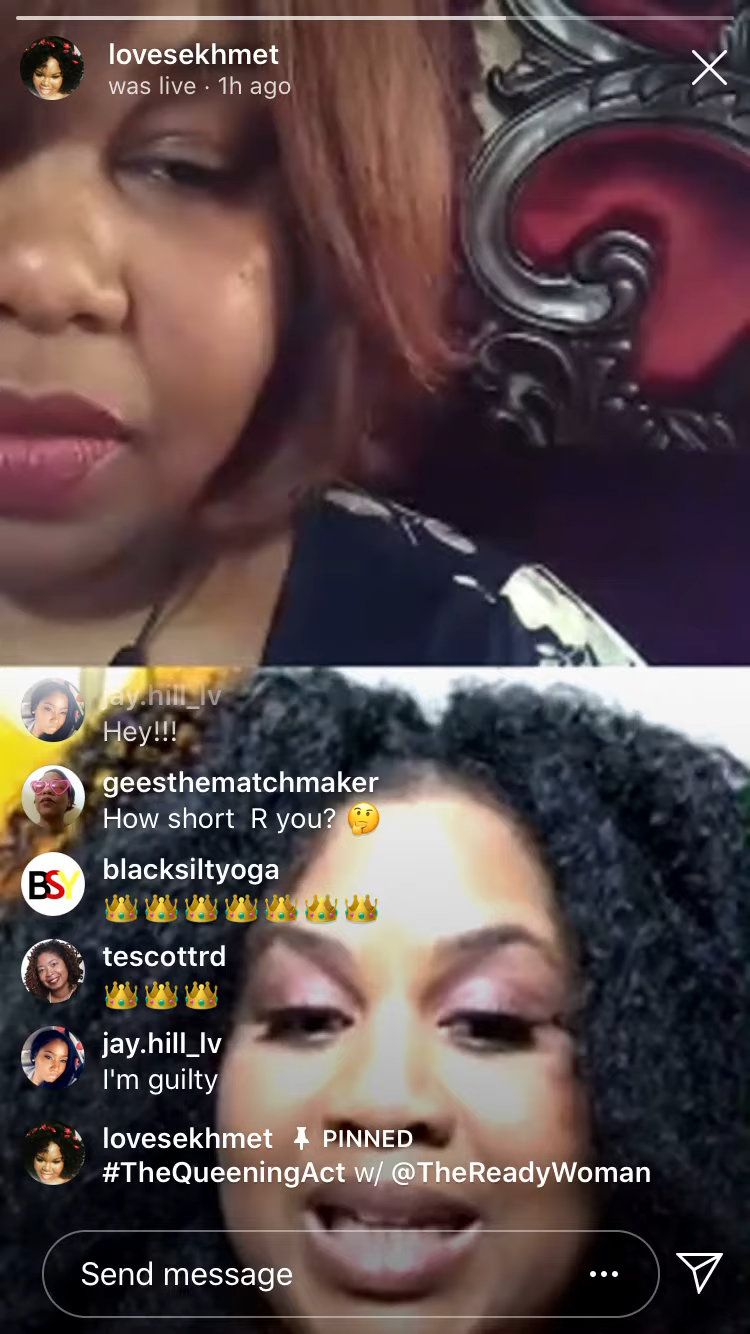 lovesekhmet
was live · 1h ago
jay.hill_lv
Hey!!!
geesthematchmaker
How short R you? 🤔
BSY
blacksiltyoga
👑👑👑👑👑👑👑
tescottrd
👑👑👑
jay.hill_lv
I'm guilty
lovesekhmet PINNED
#TheQueeningAct w/ @TheReadyWoman
Send message